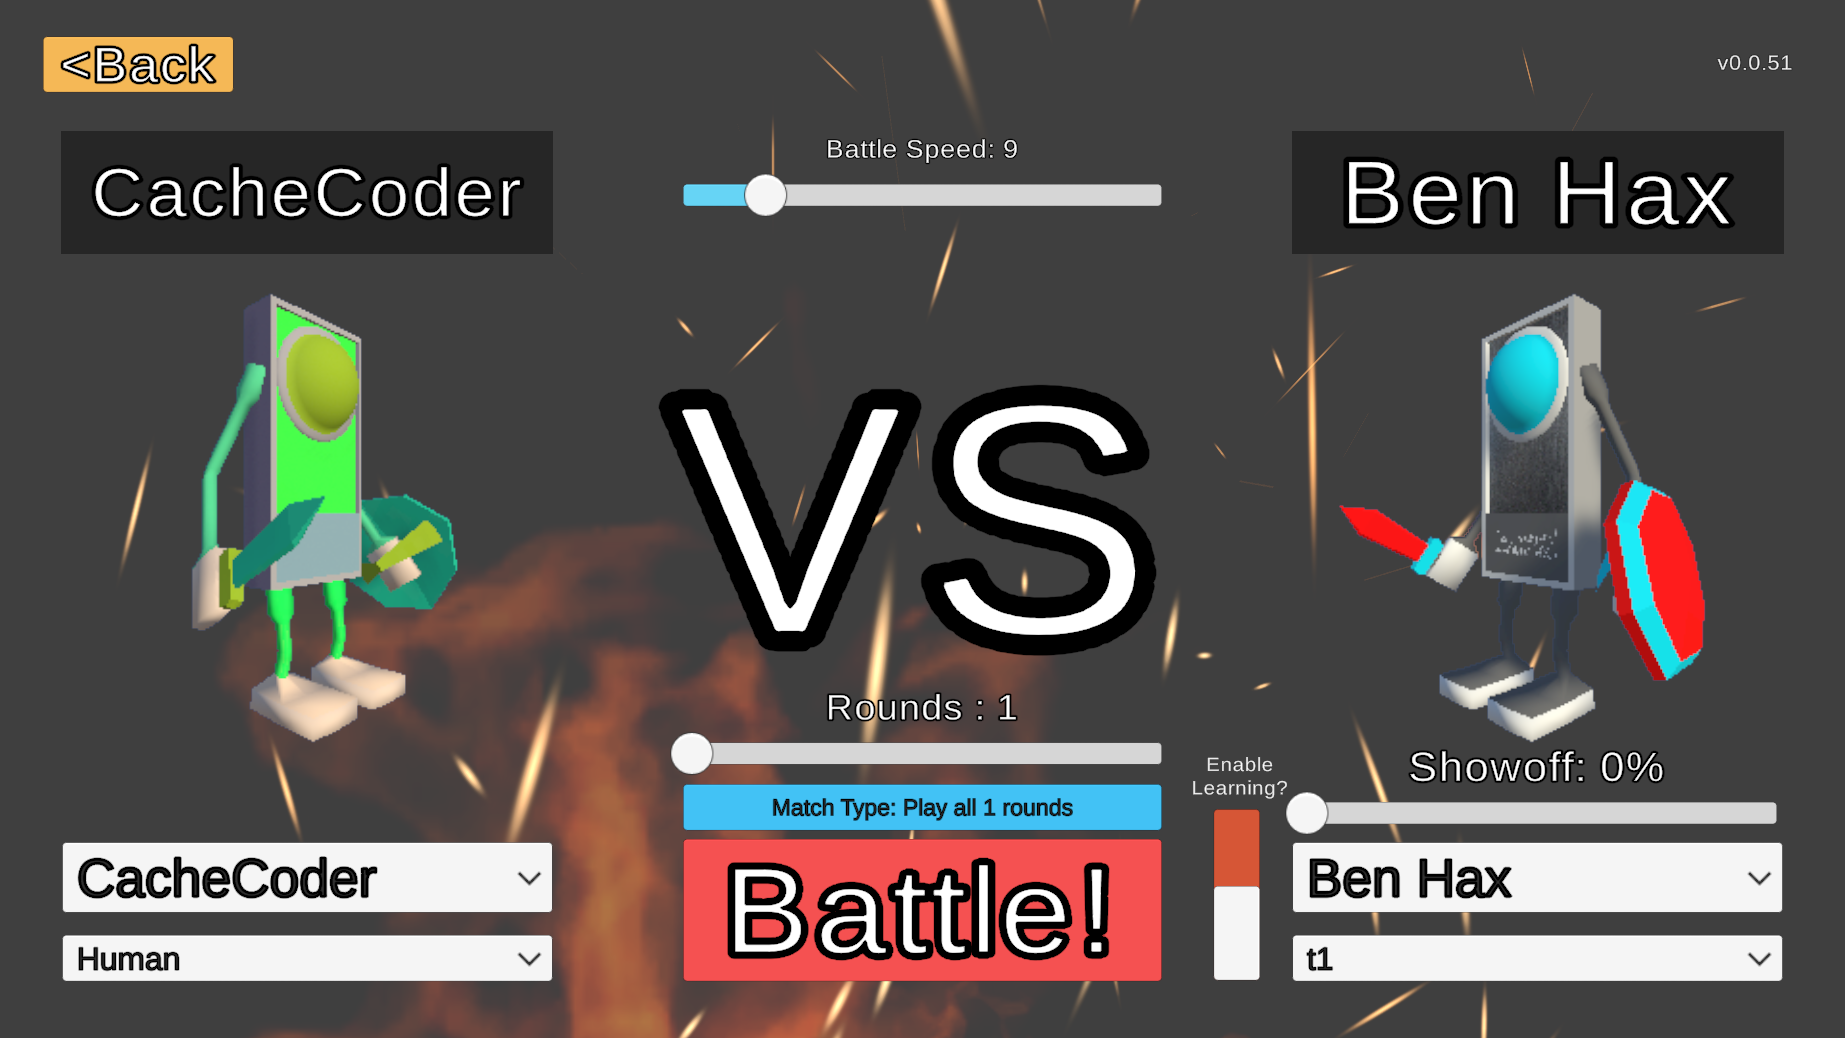 <Back
v0.0.51
Battle Speed: 9
CacheCoder
Ben Hax
VS
Rounds : 1
Enable
Learning?
Showoff: 0%
Match Type: Play all 1 rounds
CacheCoder
Battle!
Ben Hax
Human
t1